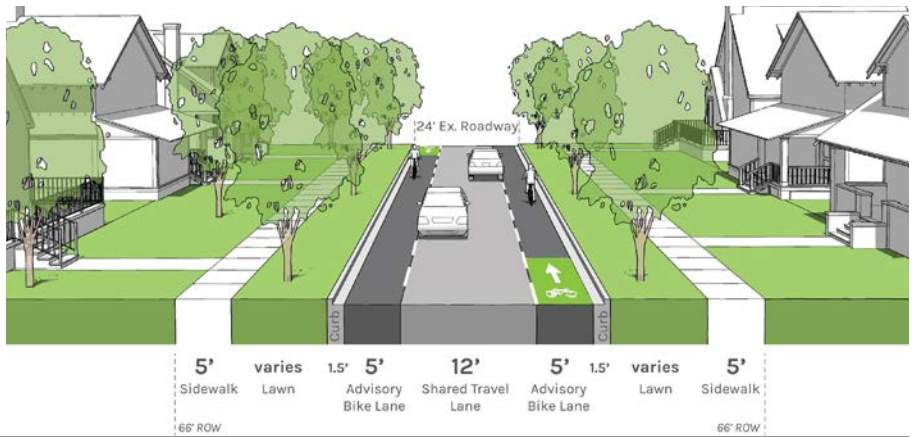 24' Ex. Roadway
Curb
Curb
5' varies 1.5' 5' 12' 5' 1.5' varies 5'
Sidewalk Lawn Advisory Shared Travel Advisory Lawn Sidewalk
Bike Lane Lane Bike Lane
66' ROW 66' ROW